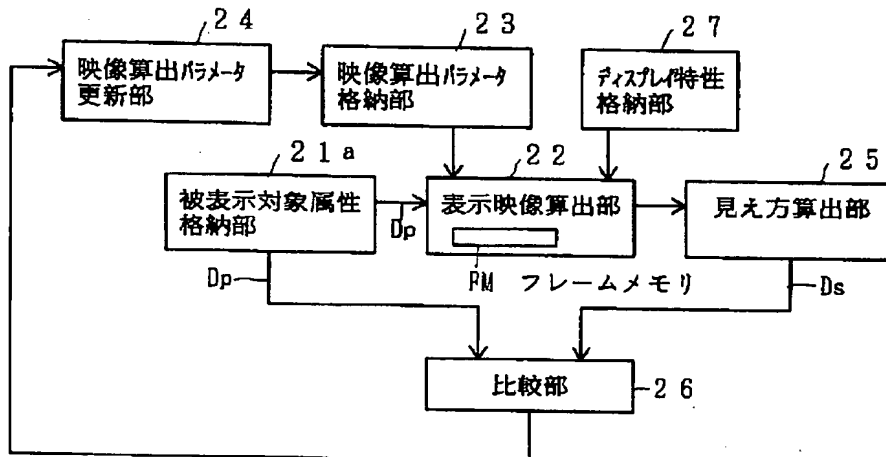 24
23
27
映像算出パラメータ
更新部
映像算出パラメータ
格納部
ディスプレイ特性
格納部
21a
22
25
被表示対象属性
格納部
Dp
表示映像算出部
見え方算出部
Dp
FM フレームメモリ
Ds
比較部
26